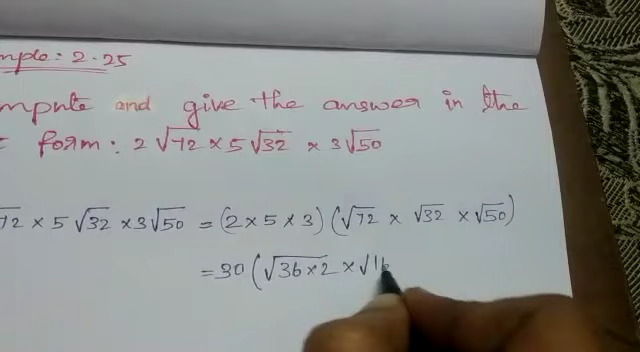 mple: 2.25
mpute and give the answer in the
form: 2√72 × 5√32 × 3√50
√72 × 5√32 × 3√50 = (2×5×3)(√72 × √32 × √50)
= 30 (√36×2 × √16